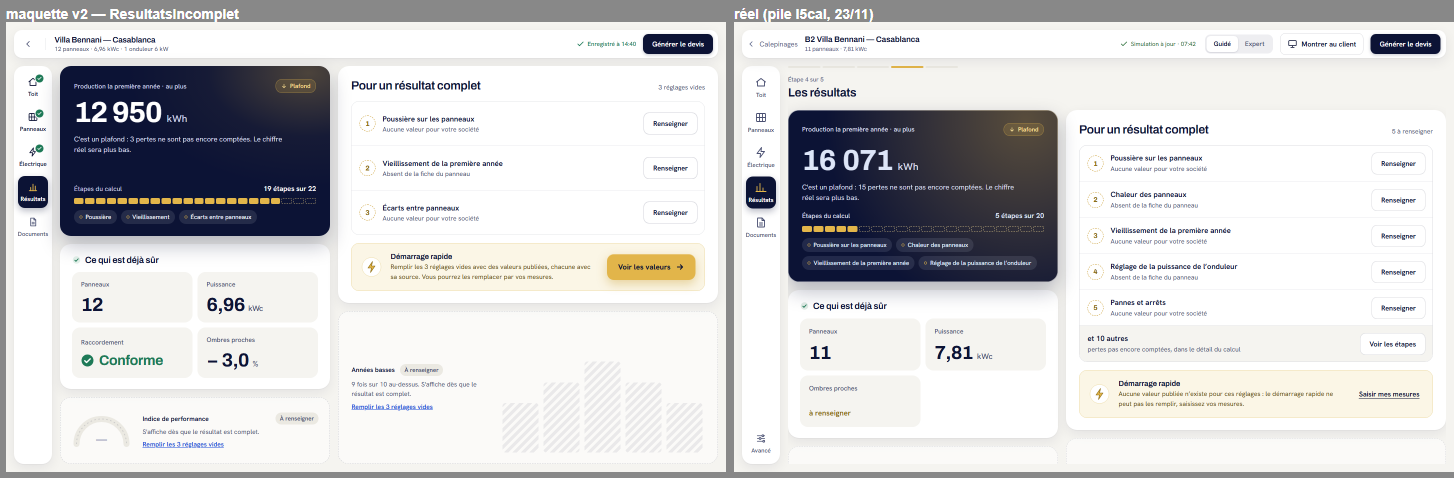 maquette v2 — ResultatsIncomplet
Villa Bennani — Casablanca
12 panneaux · 6,96 kWc · 1 onduleur 6 kW
Enregistré à 14:40
Générer le devis
Toit
Panneaux
Électrique
Résultats
Documents
Production la première année · au plus
Plafond
12 950 kWh
C'est un plafond : 3 pertes ne sont pas encore comptées. Le chiffre
réel sera plus bas.
Étapes du calcul
19 étapes sur 22
Poussière
Vieillissement
Écarts entre panneaux
Ce qui est déjà sûr
Panneaux
12
Puissance
6,96 kWc
Raccordement
Conforme
Ombres proches
– 3,0 %
—
Indice de performance
À renseigner
S'affiche dès que le résultat est complet.
Remplir les 3 réglages vides
Pour un résultat complet
3 réglages vides
1
Poussière sur les panneaux
Aucune valeur pour votre société
Renseigner
2
Vieillissement de la première année
Absent de la fiche du panneau
Renseigner
3
Écarts entre panneaux
Aucune valeur pour votre société
Renseigner
Démarrage rapide
Remplir les 3 réglages vides avec des valeurs publiées, chacune avec
sa source. Vous pourrez les remplacer par vos mesures.
Voir les valeurs →
Années basses
À renseigner
9 fois sur 10 au-dessus. S'affiche dès que le
résultat est complet.
Remplir les 3 réglages vides
réel (pile l5cal, 23/11)
Calepinages
B2 Villa Bennani — Casablanca
11 panneaux · 7,81 kWc
Simulation à jour · 07:42
Guidé
Expert
Montrer au client
Générer le devis
Toit
Panneaux
Électrique
Résultats
Documents
Avancé
Étape 4 sur 5
Les résultats
Production la première année · au plus
Plafond
16 071 kWh
C'est un plafond : 15 pertes ne sont pas encore comptées. Le chiffre
réel sera plus bas.
Étapes du calcul
5 étapes sur 20
Poussière sur les panneaux
Chaleur des panneaux
Vieillissement de la première année
Réglage de la puissance de l'onduleur
Ce qui est déjà sûr
Panneaux
11
Puissance
7,81 kWc
Ombres proches
à renseigner
Pour un résultat complet
5 à renseigner
1
Poussière sur les panneaux
Aucune valeur pour votre société
Renseigner
2
Chaleur des panneaux
Absent de la fiche du panneau
Renseigner
3
Vieillissement de la première année
Absent de la fiche du panneau
Renseigner
4
Réglage de la puissance de l'onduleur
Absent de la fiche du panneau
Renseigner
5
Pannes et arrêts
Aucune valeur pour votre société
Renseigner
et 10 autres
pertes pas encore comptées, dans le détail du calcul
Voir les étapes
Démarrage rapide
Aucune valeur publiée n'existe pour ces réglages : le démarrage rapide ne
peut pas les remplir, saisissez vos mesures.
Saisir mes mesures